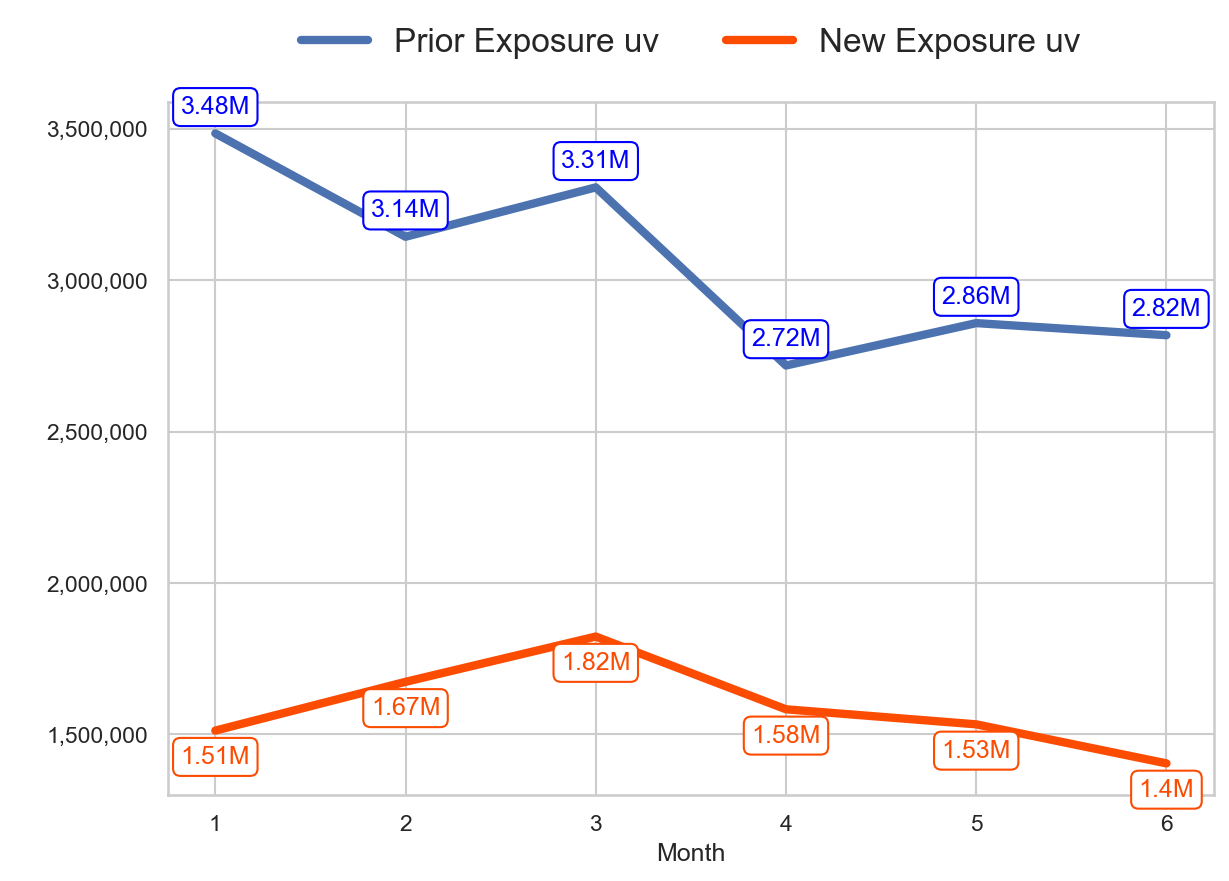 Prior Exposure uv New Exposure uv
3.48M
3,500,000
3.31M
3.14M
3,000,000
2.86M
2.82M
2.72M
2,500,000
2,000,000
1.82M
1.67M
1,500,000
1.58M
1.53M
1.51M
1.4M
1 2 3 4 5 6
Month